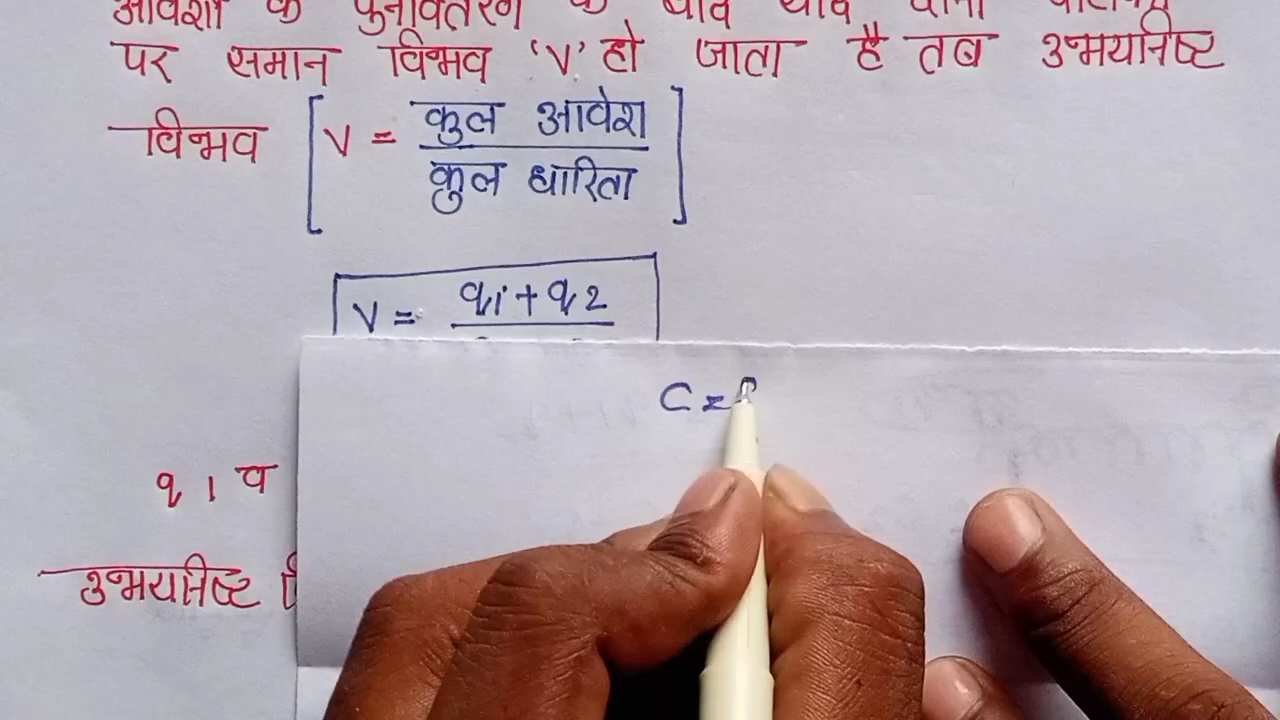 पर समान विभव 'V' हो जाता है तब उभयनिष्ट
विभव [ V = कुल आवेश / कुल धारिता ]
V = q1 + q2
C =
q1 व
उभयनिष्ट